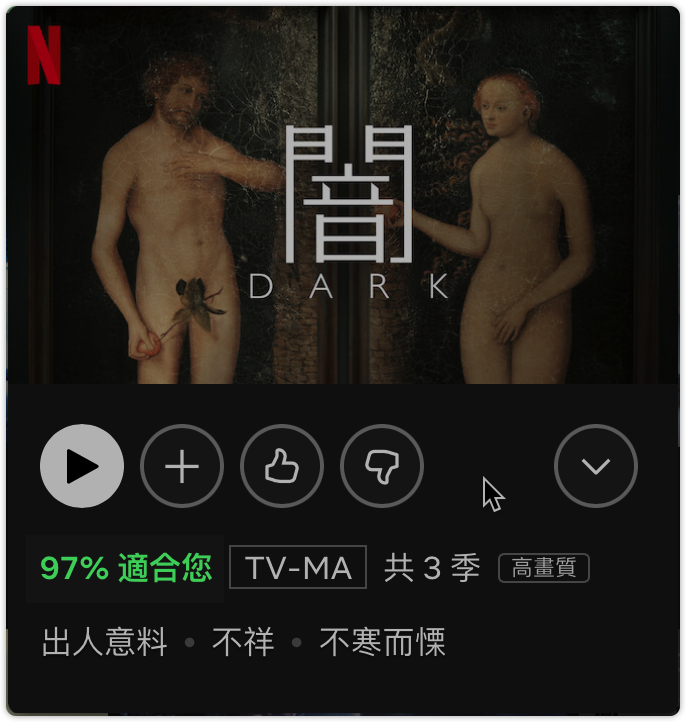 N
闇
DARK
97% 適合您 TV-MA 共 3 季 高畫質
出人意料 • 不祥 • 不寒而慄